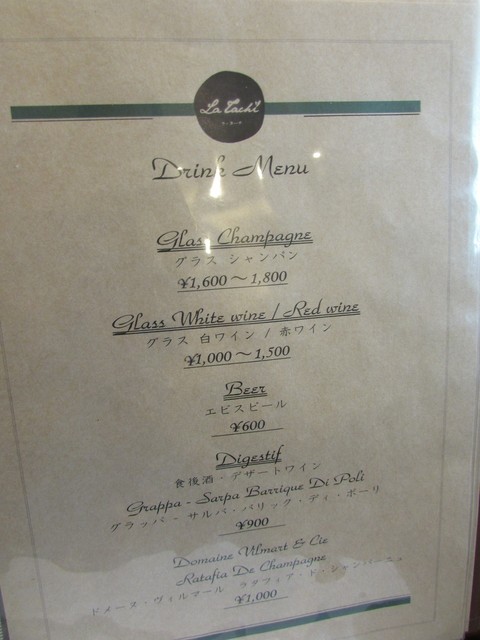 La Tachi
Drink Menu
Glass Champagne
グラス シャンパン
¥1,600～1,800
Glass White wine / Red wine
グラス 白ワイン / 赤ワイン
¥1,000～1,500
Beer
エビスビール
¥600
Digestif
食後酒・デザートワイン
Grappa - Sarpa Barrique Di Poli
グラッパ - サルパ・バリック・ディ・ポーリ
¥900
Domaine Vilmart & Cie
Ratafia De Champagne
ドメーヌ・ヴィルマール ラタフィア・ド・シャンパーニュ
¥1,000